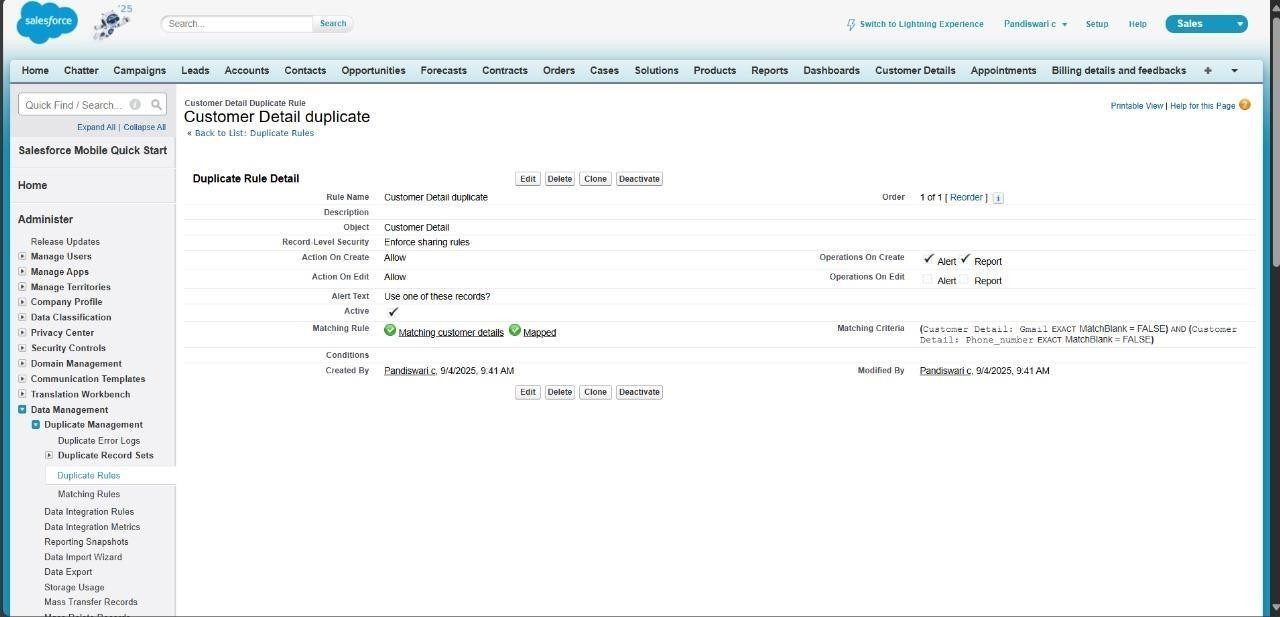 salesforce '25 Search... Search Switch to Lightning Experience Pandiswari c Setup Help Sales
Home Chatter Campaigns Leads Accounts Contacts Opportunities Forecasts Contracts Orders Cases Solutions Products Reports Dashboards Customer Details Appointments Billing details and feedbacks +
Quick Find / Search... i
Expand All | Collapse All
Salesforce Mobile Quick Start
Home
Administer
Release Updates
Manage Users
Manage Apps
Manage Territories
Company Profile
Data Classification
Privacy Center
Security Controls
Domain Management
Communication Templates
Translation Workbench
Data Management
Duplicate Management
Duplicate Error Logs
Duplicate Record Sets
Duplicate Rules
Matching Rules
Data Integration Rules
Data Integration Metrics
Reporting Snapshots
Data Import Wizard
Data Export
Storage Usage
Mass Transfer Records
Mass Delete Records
Customer Detail Duplicate Rule
Customer Detail duplicate
« Back to List: Duplicate Rules
Printable View | Help for this Page ?
Duplicate Rule Detail Edit Delete Clone Deactivate
Rule Name Customer Detail duplicate Order 1 of 1 [ Reorder ] i
Description
Object Customer Detail
Record-Level Security Enforce sharing rules
Action On Create Allow Operations On Create Alert Report
Action On Edit Allow Operations On Edit Alert Report
Alert Text Use one of these records?
Active
Matching Rule Matching customer details Mapped Matching Criteria (Customer Detail: Gmail EXACT MatchBlank = FALSE) AND (Customer
Detail: Phone_number EXACT MatchBlank = FALSE)
Conditions
Created By Pandiswari c, 9/4/2025, 9:41 AM Modified By Pandiswari c, 9/4/2025, 9:41 AM
Edit Delete Clone Deactivate